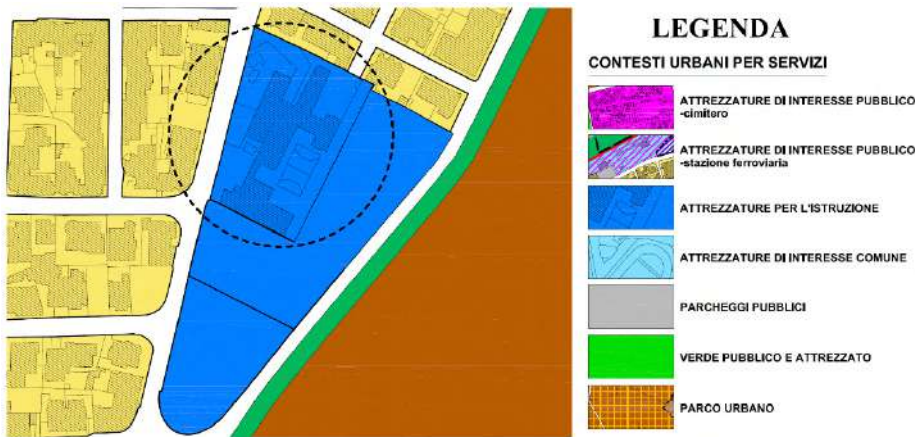 LEGENDA
CONTESTI URBANI PER SERVIZI
ATTREZZATURE DI INTERESSE PUBBLICO
-cimitero
ATTREZZATURE DI INTERESSE PUBBLICO
-stazione ferroviaria
ATTREZZATURE PER L'ISTRUZIONE
ATTREZZATURE DI INTERESSE COMUNE
PARCHEGGI PUBBLICI
VERDE PUBBLICO E ATTREZZATO
PARCO URBANO